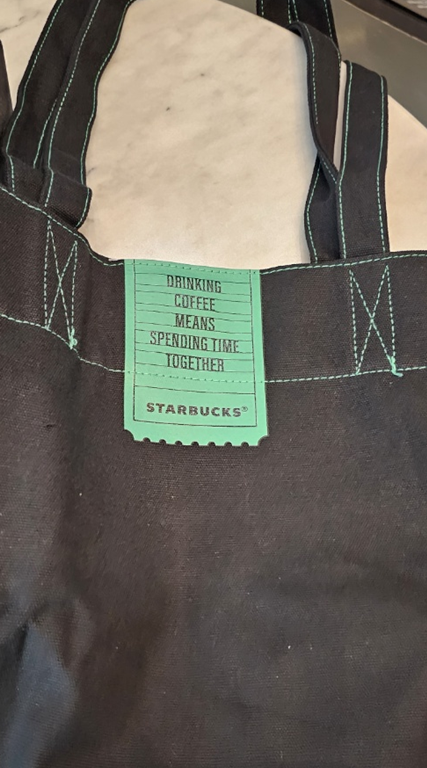 DRINKING
COFFEE
MEANS
SPENDING TIME
TOGETHER
STARBUCKS®